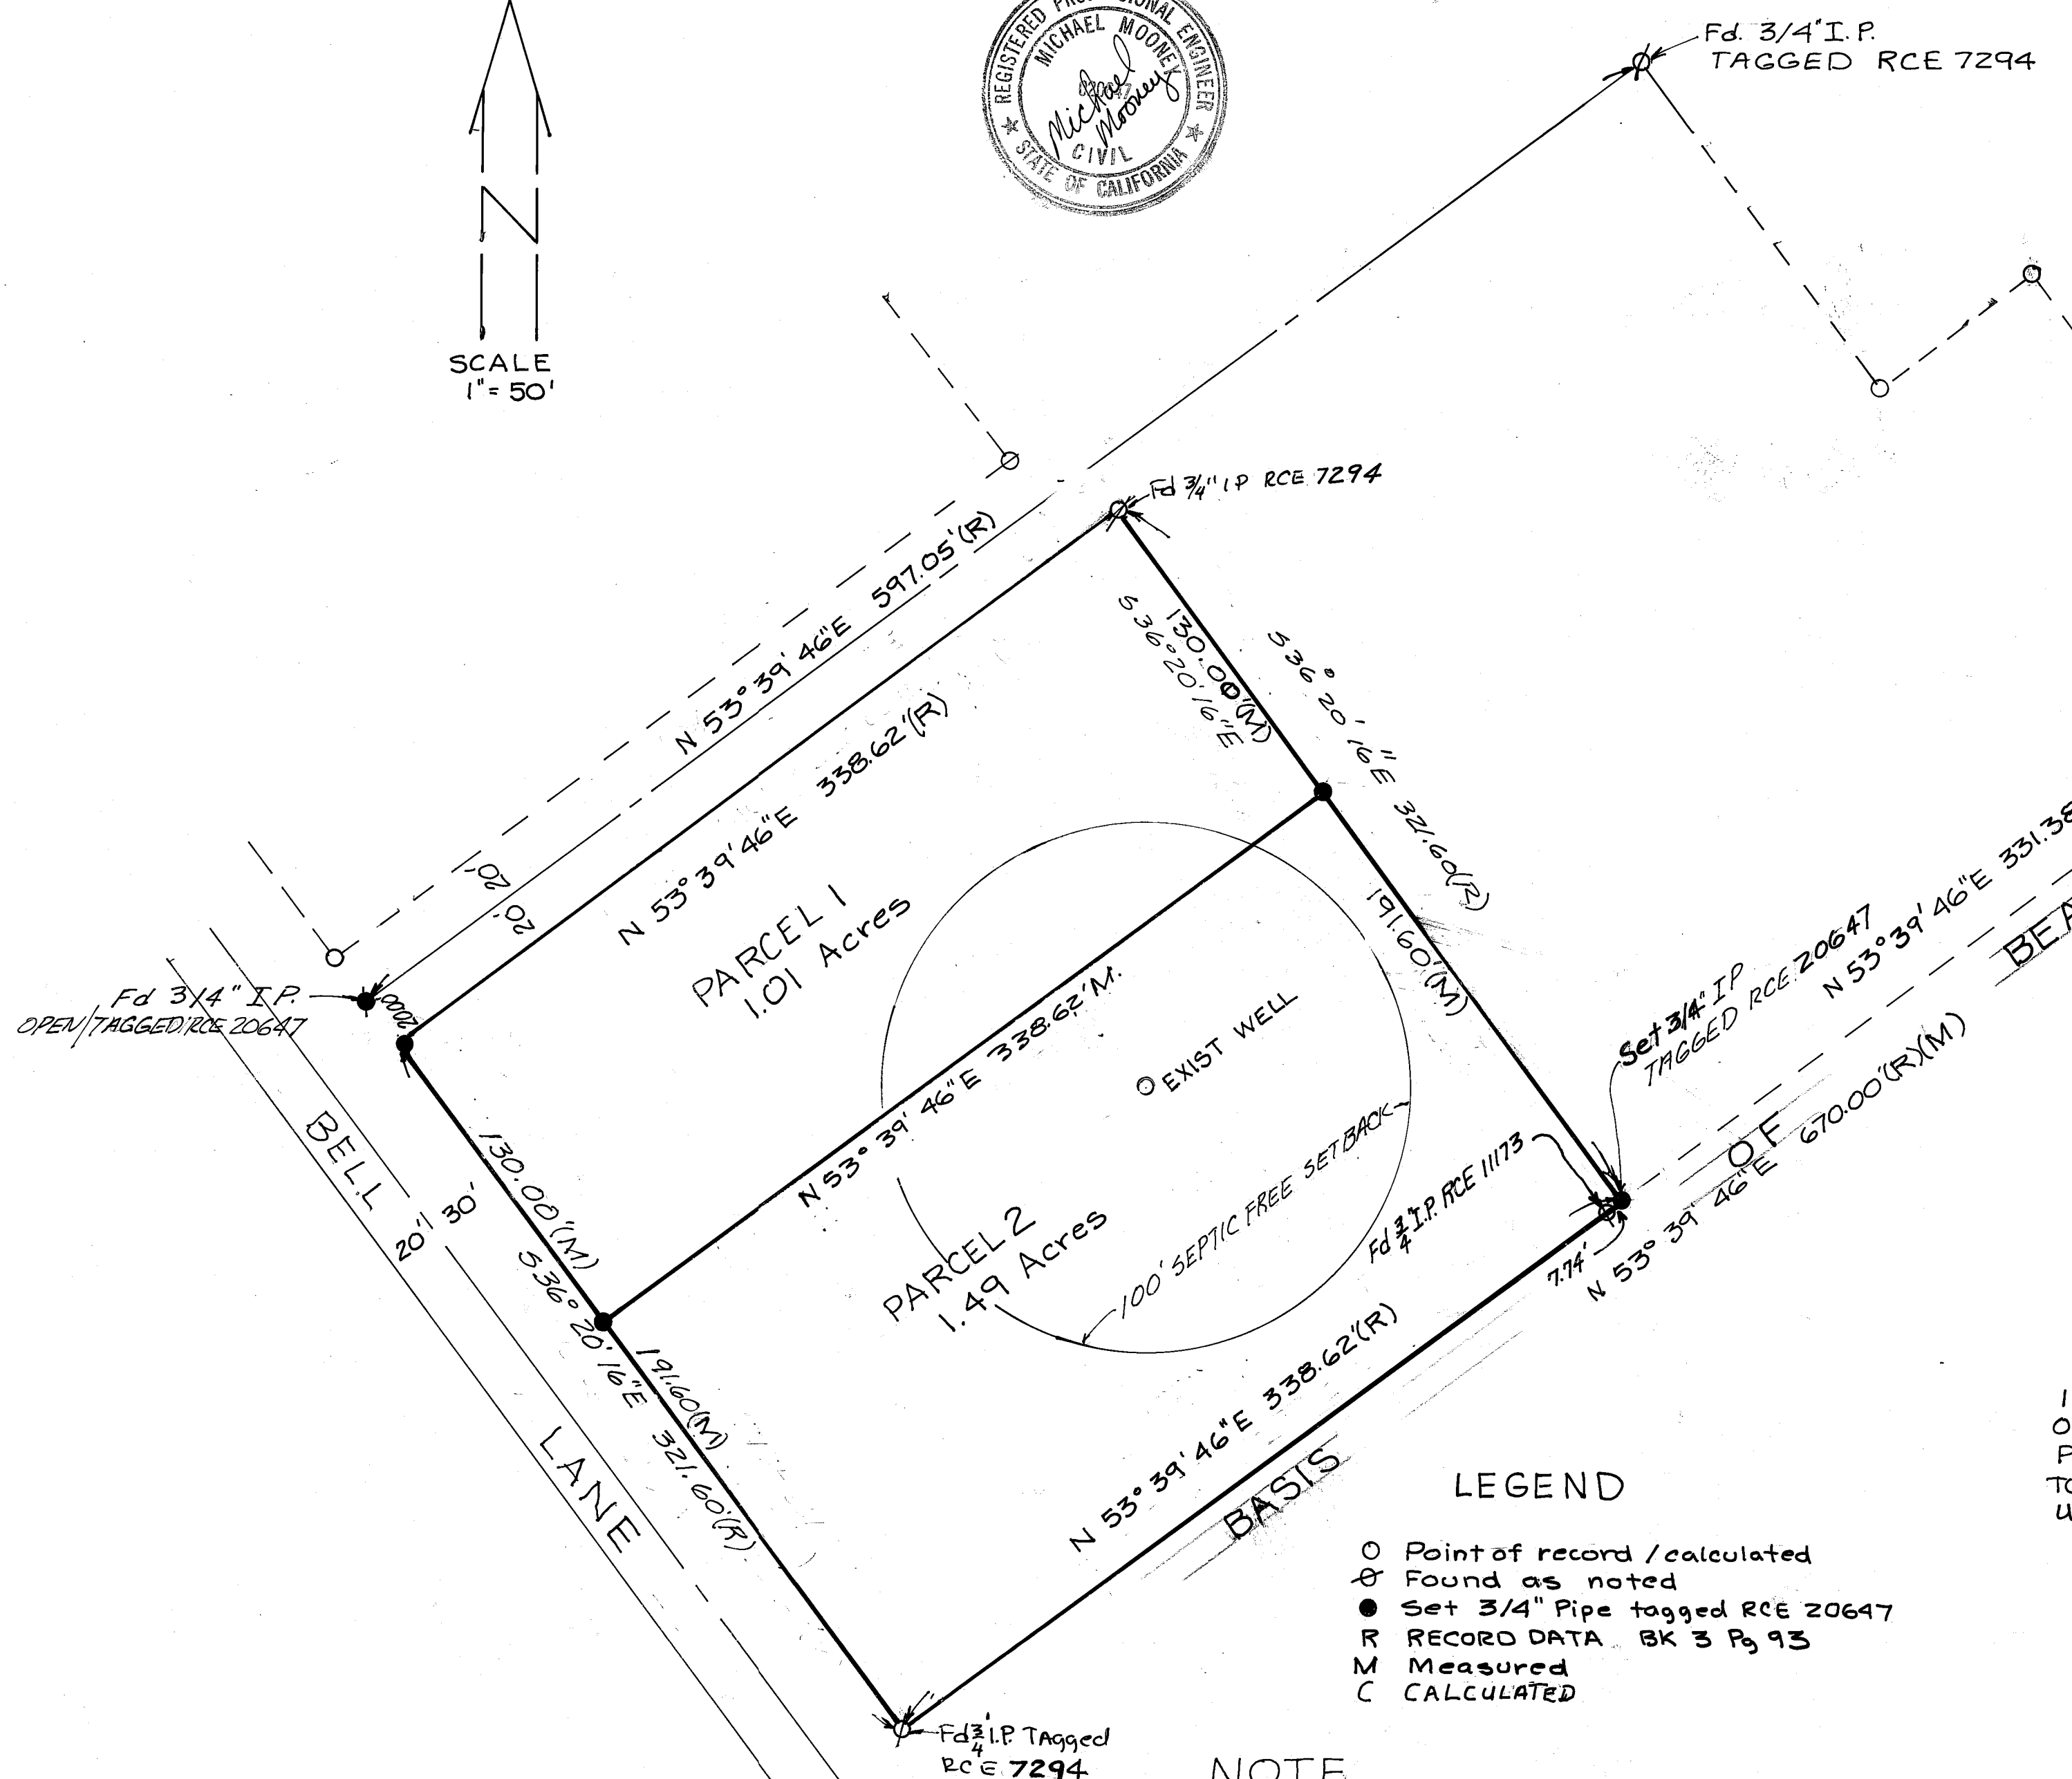 REGISTERED PROFESSIONAL ENGINEER
MICHAEL MOONEY
Michael
Mooney
CIVIL
STATE OF CALIFORNIA
Fd. 3/4" I.P.
TAGGED RCE 7294
N
SCALE
1" = 50'
Fd 3/4" I P RCE 7294
N 53° 39' 46" E 597.05' (R)
N 53° 39' 46" E 338.62' (R)
130.00' (M)
S 36° 20' 16" E
S 36° 20' 16" E 321.60 (R)
20'
20'
PARCEL 1
1.01 Acres
Fd 3/4" I.P.
OPEN/TAGGED RCE 20647
20.00
191.60' (M)
N 53° 39' 46" E 338.62' M.
EXIST WELL
Set 3/4" IP
TAGGED RCE 20647
N 53° 39' 46" E 331.38
BEA
OF
N 53° 39' 46" E 670.00' (R)(M)
BELL
20' 30'
130.00' (M)
S 36° 20' 16" E 321.60' (R)
191.60 (M)
LANE
PARCEL 2
1.49 Acres
100' SEPTIC FREE SETBACK
Fd 3/4" I.P. RCE 11173
7.74'
N 53° 39' 46" E 338.62' (R)
BASIS
LEGEND
Point of record / calculated
Found as noted
Set 3/4" Pipe tagged RCE 20647
R RECORD DATA BK 3 Pg 93
M Measured
C CALCULATED
Fd 3/4" I.P. Tagged
RCE 7294
NOTE